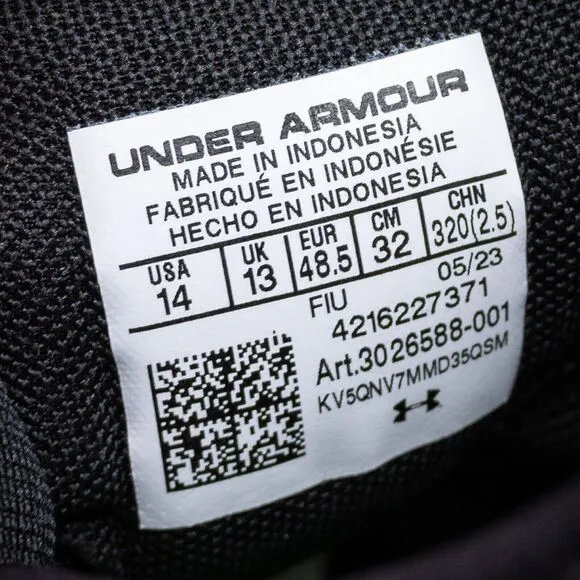 UNDER ARMOUR
MADE IN INDONESIA
FABRIQUÉ EN INDONÉSIE
HECHO EN INDONESIA
USA UK EUR CM CHN
14 13 48.5 32 320(2.5)
FIU 05/23
4216227371
Art.3026588-001
KV5QNV7MMD35QSM